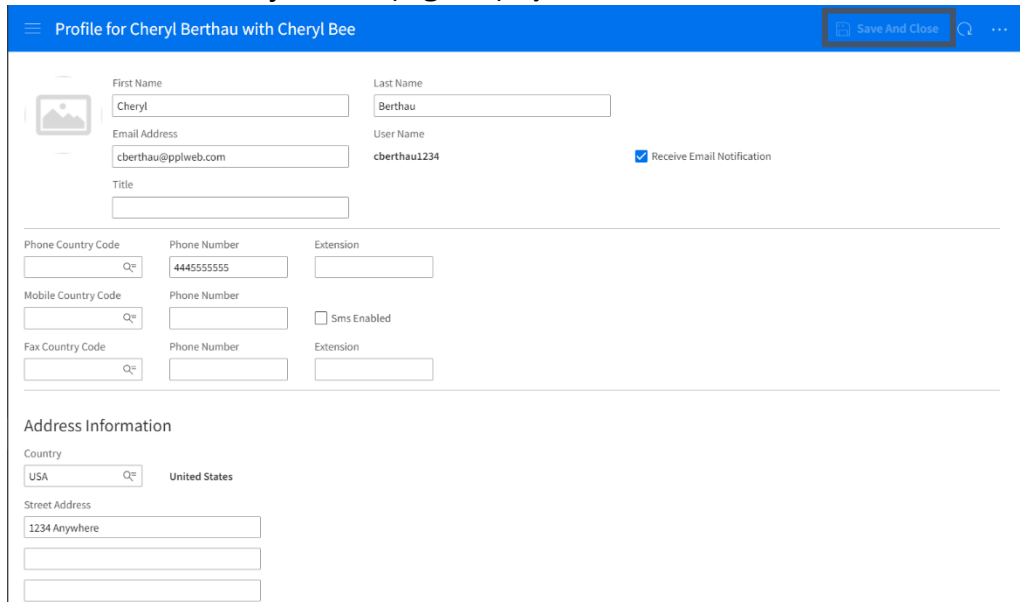 Profile for Cheryl Berthau with Cheryl Bee
Save And Close
First Name
Last Name
Cheryl
Berthau
Email Address
User Name
cberthau@pplweb.com
cberthau1234
Receive Email Notification
Title
Phone Country Code
Phone Number
Extension
4445555555
Mobile Country Code
Phone Number
Sms Enabled
Fax Country Code
Phone Number
Extension
Address Information
Country
USA
United States
Street Address
1234 Anywhere